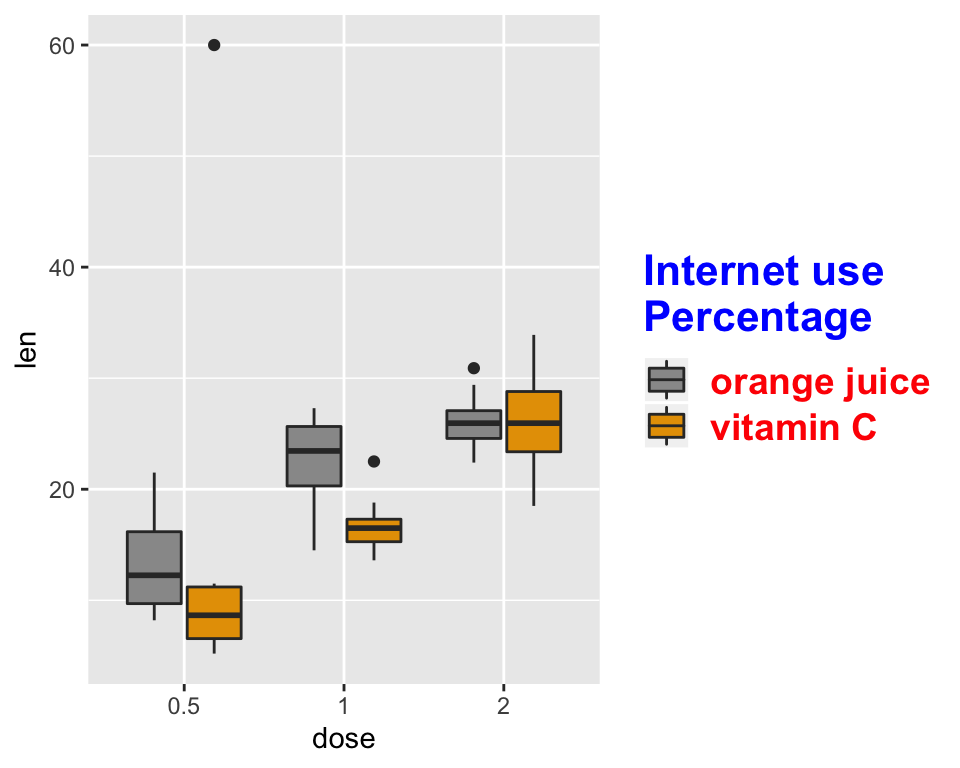 60
40
20
len
0.5 1 2
dose
Internet use
Percentage
orange juice
vitamin C